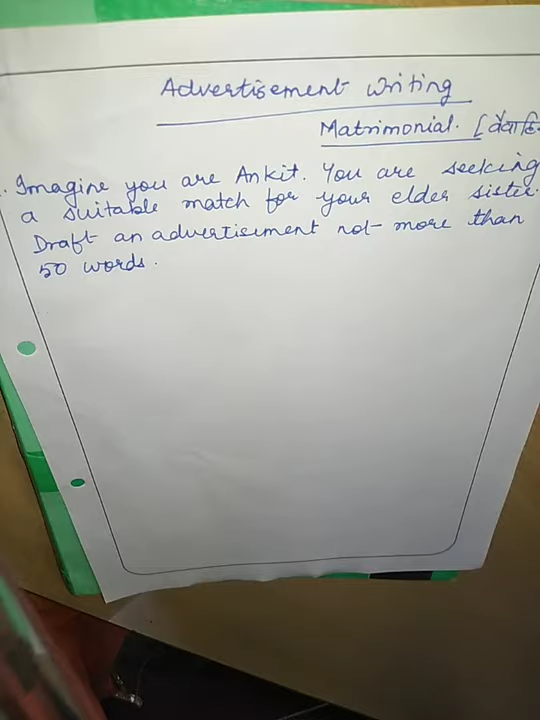 Advertisement Writing
Matrimonial. [वैवाहि
Imagine you are Ankit. You are seeking
a suitable match for your elder sister.
Draft an advertisement not more than
50 words.